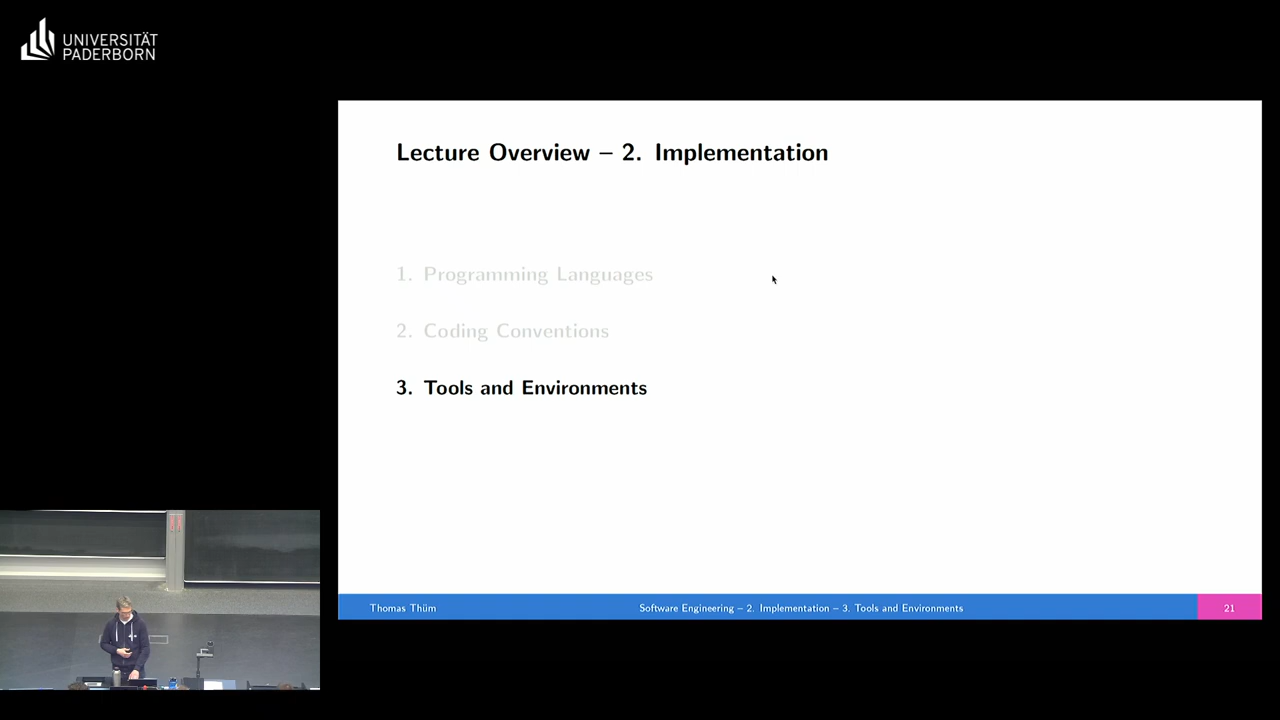 UNIVERSITÄT
PADERBORN
Lecture Overview – 2. Implementation
1. Programming Languages
2. Coding Conventions
3. Tools and Environments
Thomas Thüm
Software Engineering – 2. Implementation – 3. Tools and Environments
21